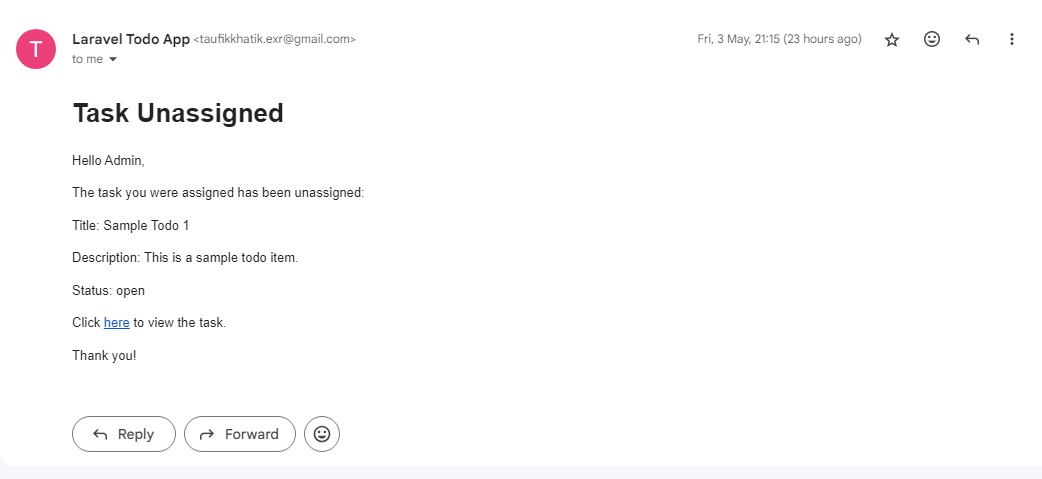 T
Laravel Todo App <taufikkhatik.exr@gmail.com>
Fri, 3 May, 21:15 (23 hours ago)
to me
Task Unassigned
Hello Admin,
The task you were assigned has been unassigned:
Title: Sample Todo 1
Description: This is a sample todo item.
Status: open
Click here to view the task.
Thank you!
Reply
Forward